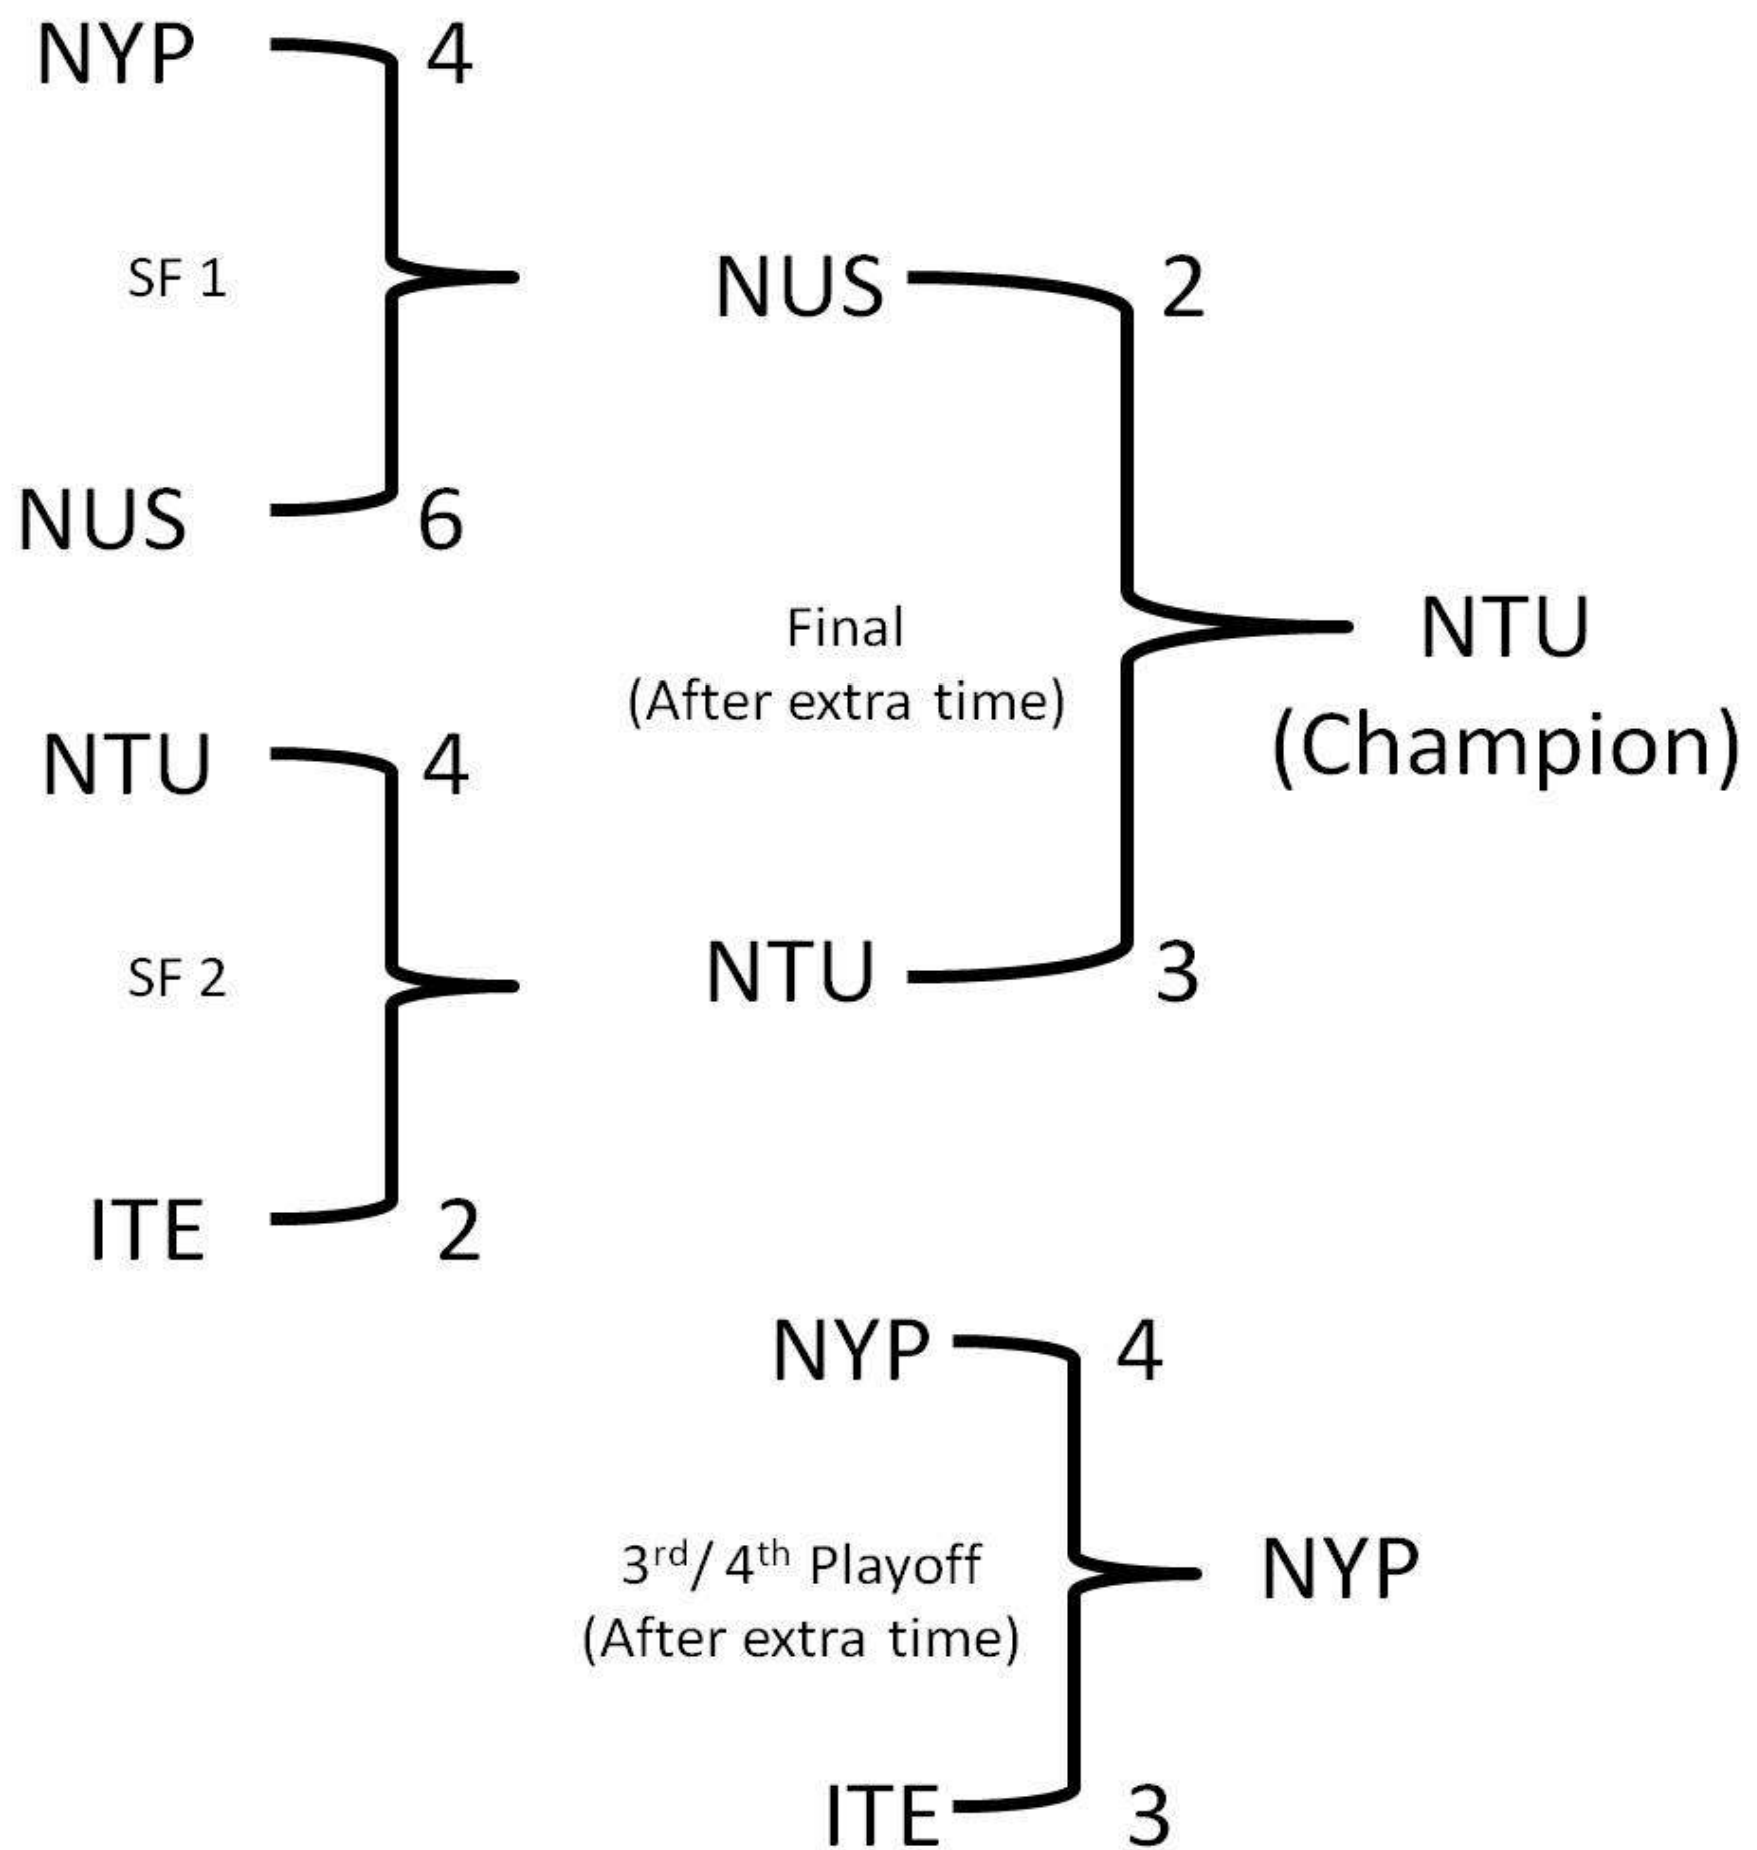 NYP 4
SF 1
NUS 6
NUS 2
Final
(After extra time)
NTU 3
NTU
(Champion)
NTU 4
SF 2
ITE 2
NYP 4
3rd/ 4th Playoff
(After extra time)
NYP
ITE 3